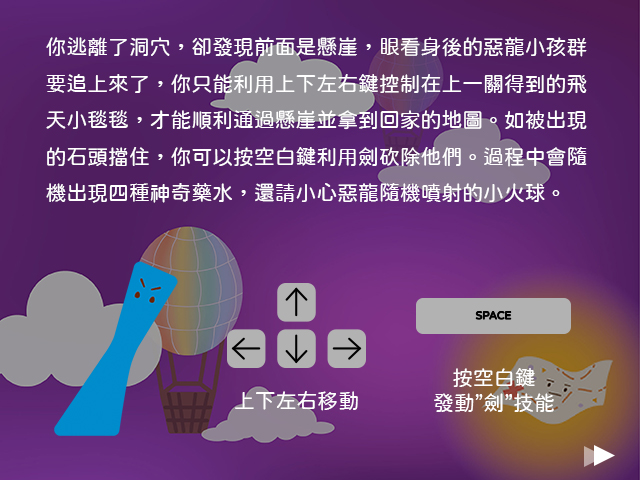 你逃離了洞穴，卻發現前面是懸崖，眼看身後的惡龍小孩群
要追上來了，你只能利用上下左右鍵控制在上一關得到的飛
天小毯毯，才能順利通過懸崖並拿到回家的地圖。如被出現
的石頭擋住，你可以按空白鍵利用劍砍除他們。過程中會隨
機出現四種神奇藥水，還請小心惡龍隨機噴射的小火球。
SPACE
上下左右移動
按空白鍵
發動”劍”技能